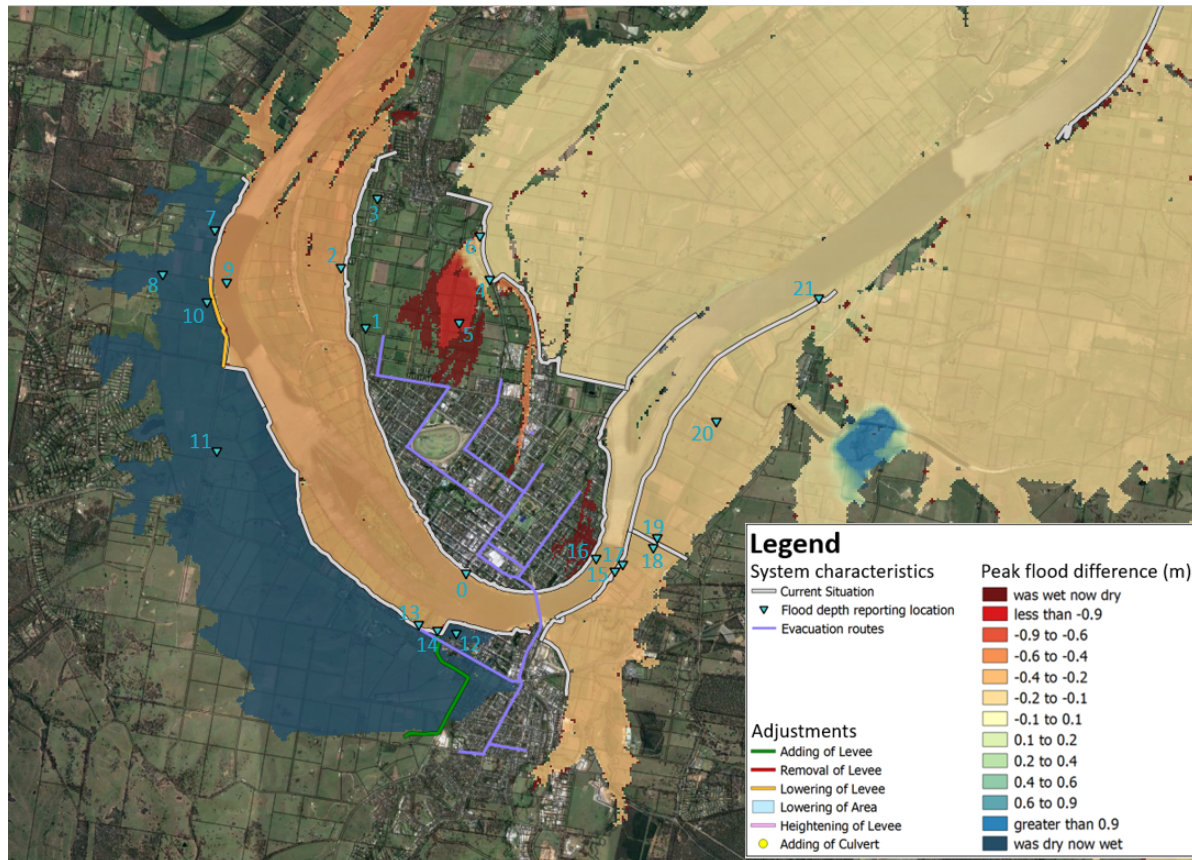 7
3
6
2
8
9
4
10
21
1
5
20
11
19
16
17
18
15
0
13
14
12
Legend
System characteristics
Current Situation
Flood depth reporting location
Evacuation routes
Adjustments
Adding of Levee
Removal of Levee
Lowering of Levee
Lowering of Area
Heightening of Levee
Adding of Culvert
Peak flood difference (m)
was wet now dry
less than -0.9
-0.9 to -0.6
-0.6 to -0.4
-0.4 to -0.2
-0.2 to -0.1
-0.1 to 0.1
0.1 to 0.2
0.2 to 0.4
0.4 to 0.6
0.6 to 0.9
greater than 0.9
was dry now wet